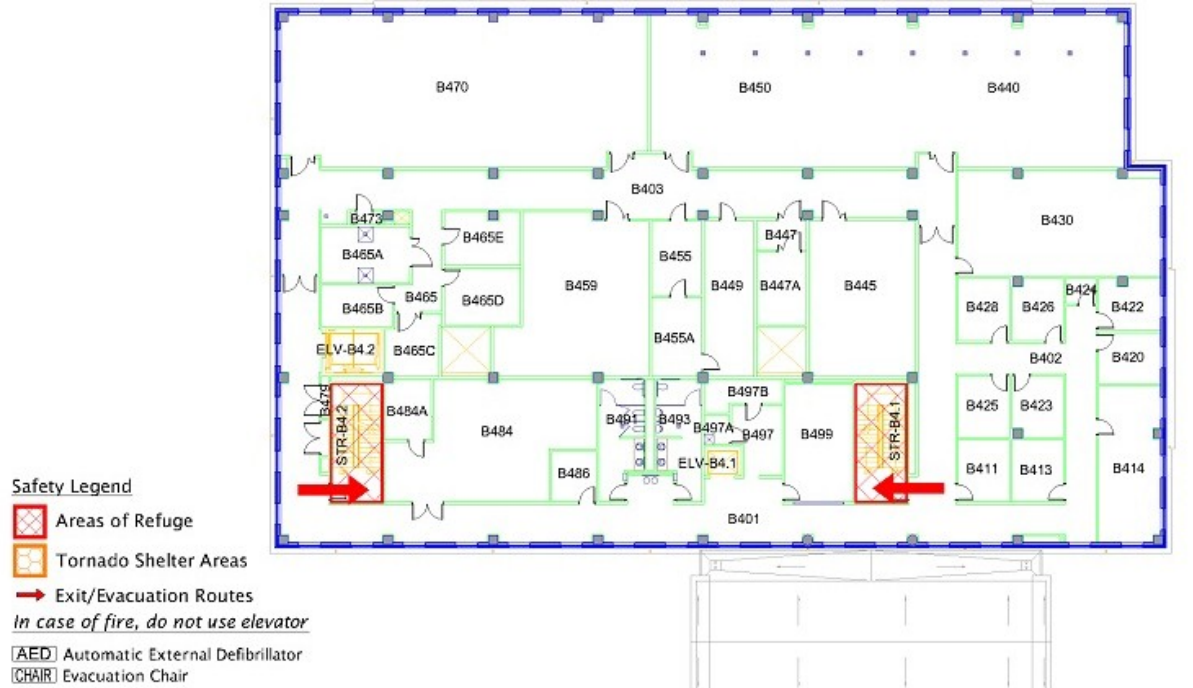 B470
B450
B440
B403
B473
B465E
B447
B430
B465A
B455
B459
B449
B447A
B445
B465
B465D
B465B
B424
B422
B428
B426
ELV-B4.2
B465C
B455A
B402
B420
B479
STR-B4.2
B484A
B484
B491
B493
B497B
B497A
B497
B499
STR-B4.1
B425
B423
B486
ELV-B4.1
B411
B413
B414
B401
Safety Legend
Areas of Refuge
Tornado Shelter Areas
Exit/Evacuation Routes
In case of fire, do not use elevator
AED Automatic External Defibrillator
CHAIR Evacuation Chair